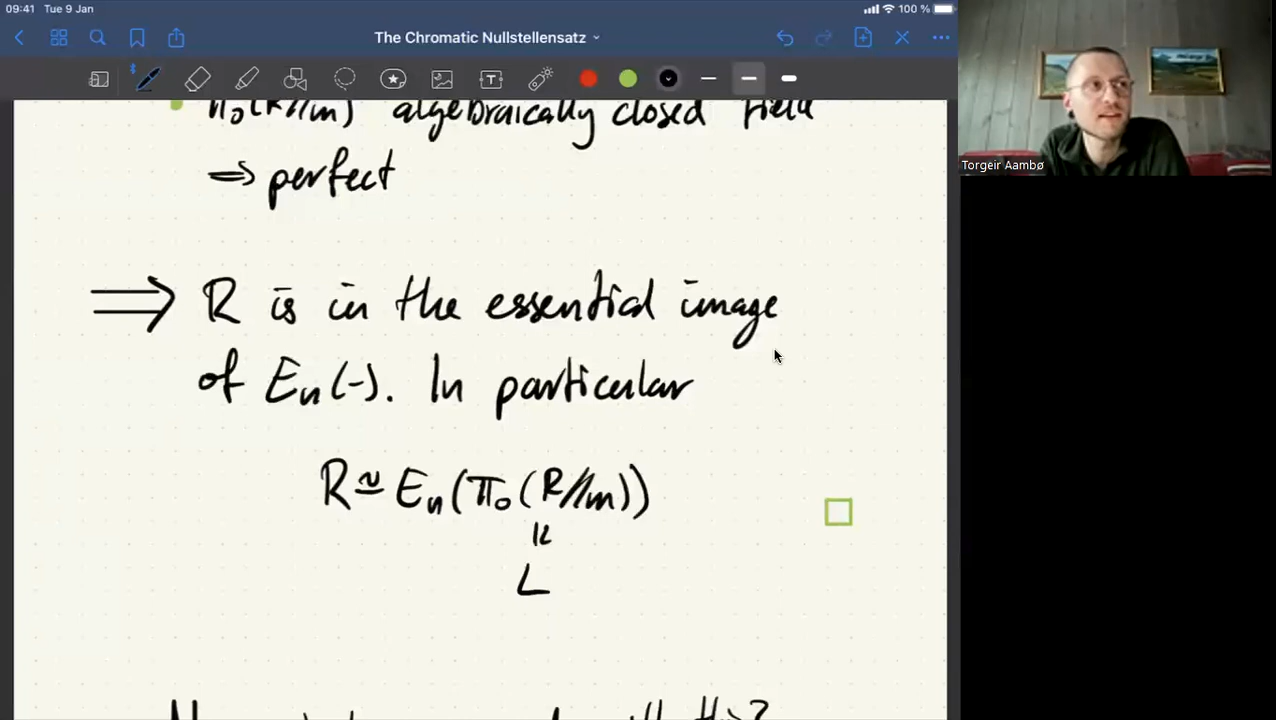 09:41 Tue 9 Jan
100 %
The Chromatic Nullstellensatz
π₀(R//m) algebraically closed field
⇒ perfect
Torgeir Aambø
⟹ R is in the essential image
of Eₙ(-). In particular
R ≃ Eₙ(π₀(R//m))
L